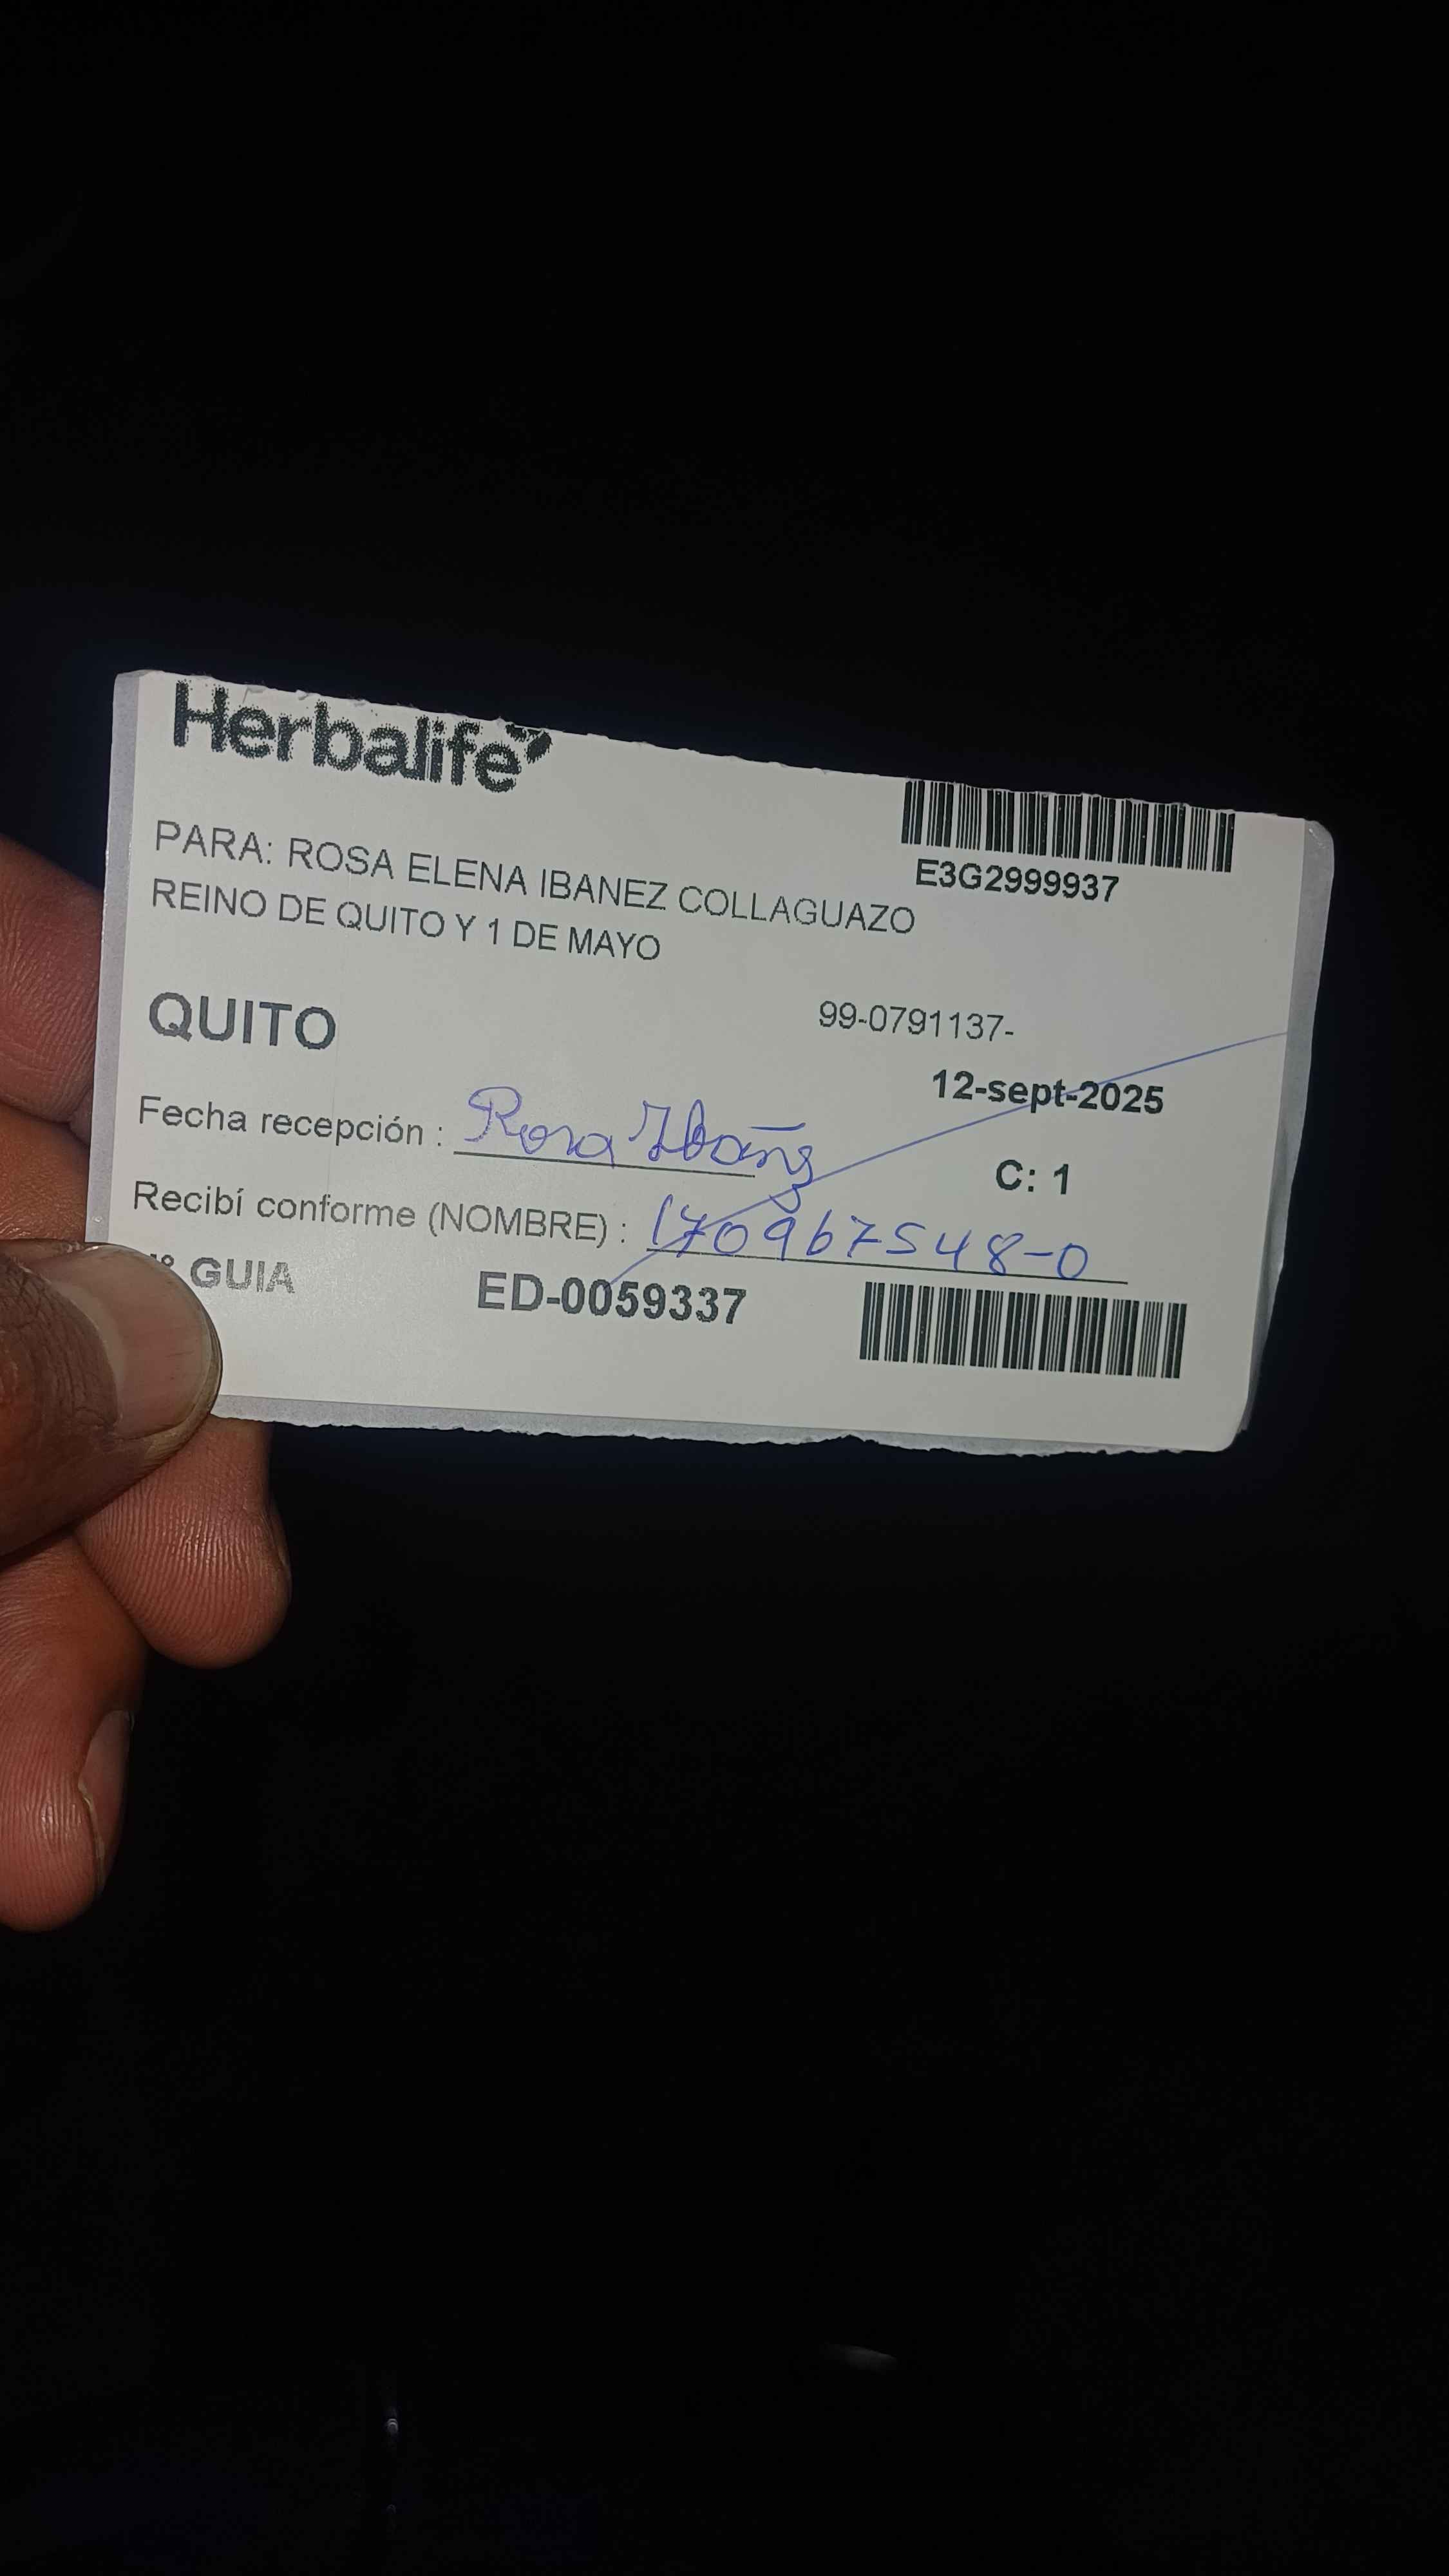 Herbalife
E3G2999937
PARA: ROSA ELENA IBANEZ COLLAGUAZO
REINO DE QUITO Y 1 DE MAYO
QUITO
99-0791137-
12-sept-2025
Fecha recepción : Rosa Ibañez
C: 1
Recibí conforme (NOMBRE) : 170967548-0
GUIA ED-0059337